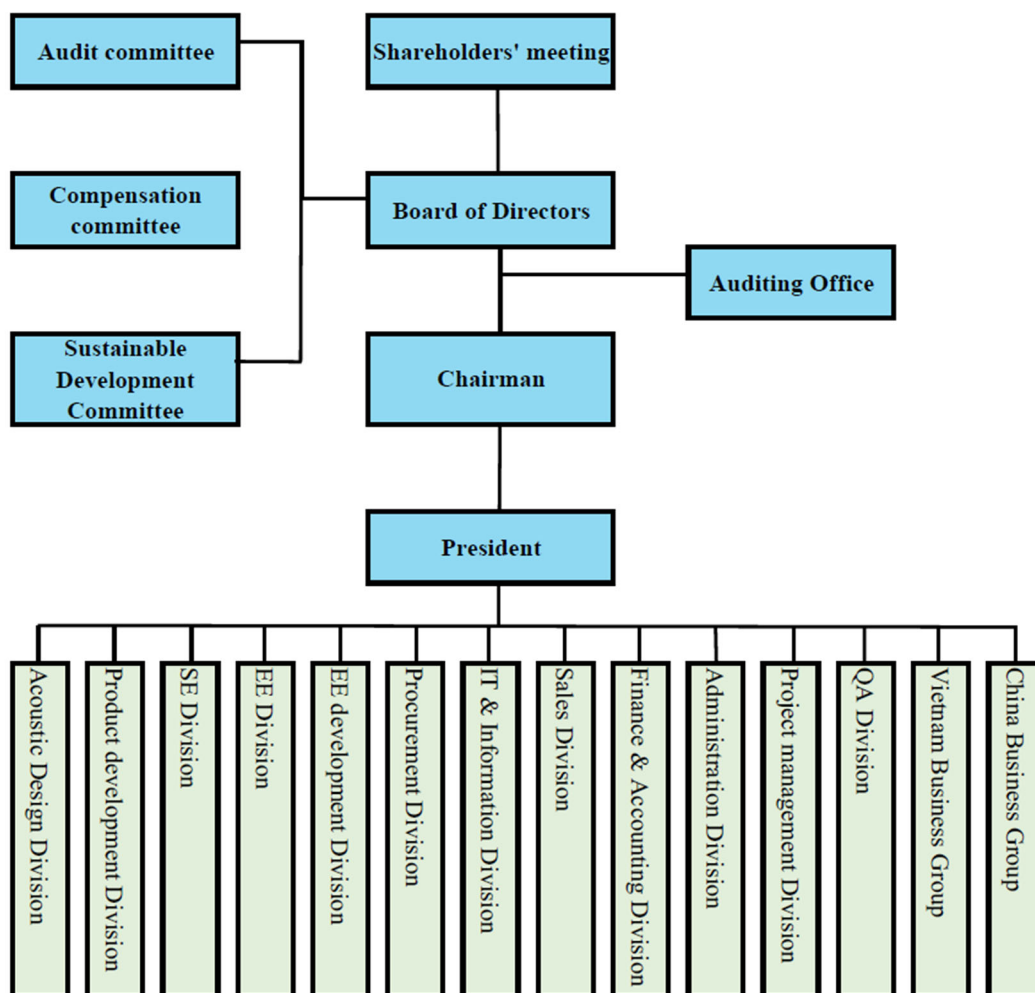 Audit committee
Shareholders' meeting
Compensation
committee
Board of Directors
Auditing Office
Sustainable
Development
Committee
Chairman
President
Acoustic Design Division
Product development Division
SE Division
EE Division
EE development Division
Procurement Division
IT & Information Division
Sales Division
Finance & Accounting Division
Administration Division
Project management Division
QA Division
Vietnam Business Group
China Business Group